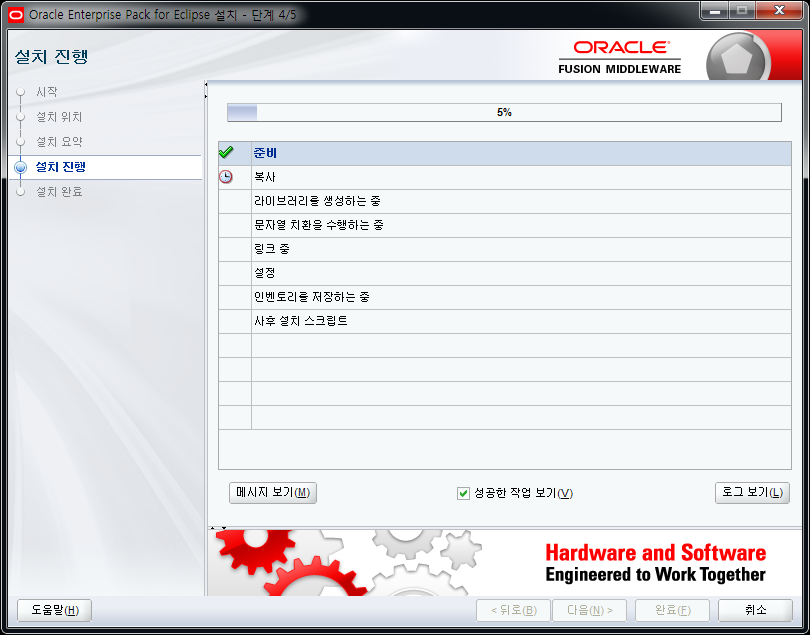 Oracle Enterprise Pack for Eclipse 설치 - 단계 4/5
설치 진행
ORACLE
FUSION MIDDLEWARE
시작
설치 위치
설치 요약
설치 진행
설치 완료
5%
준비
복사
라이브러리를 생성하는 중
문자열 치환을 수행하는 중
링크 중
설정
인벤토리를 저장하는 중
사후 설치 스크립트
메시지 보기(M)
성공한 작업 보기(V)
로그 보기(L)
Hardware and Software
Engineered to Work Together
도움말(H)
< 뒤로(B)
다음(N) >
완료(F)
취소